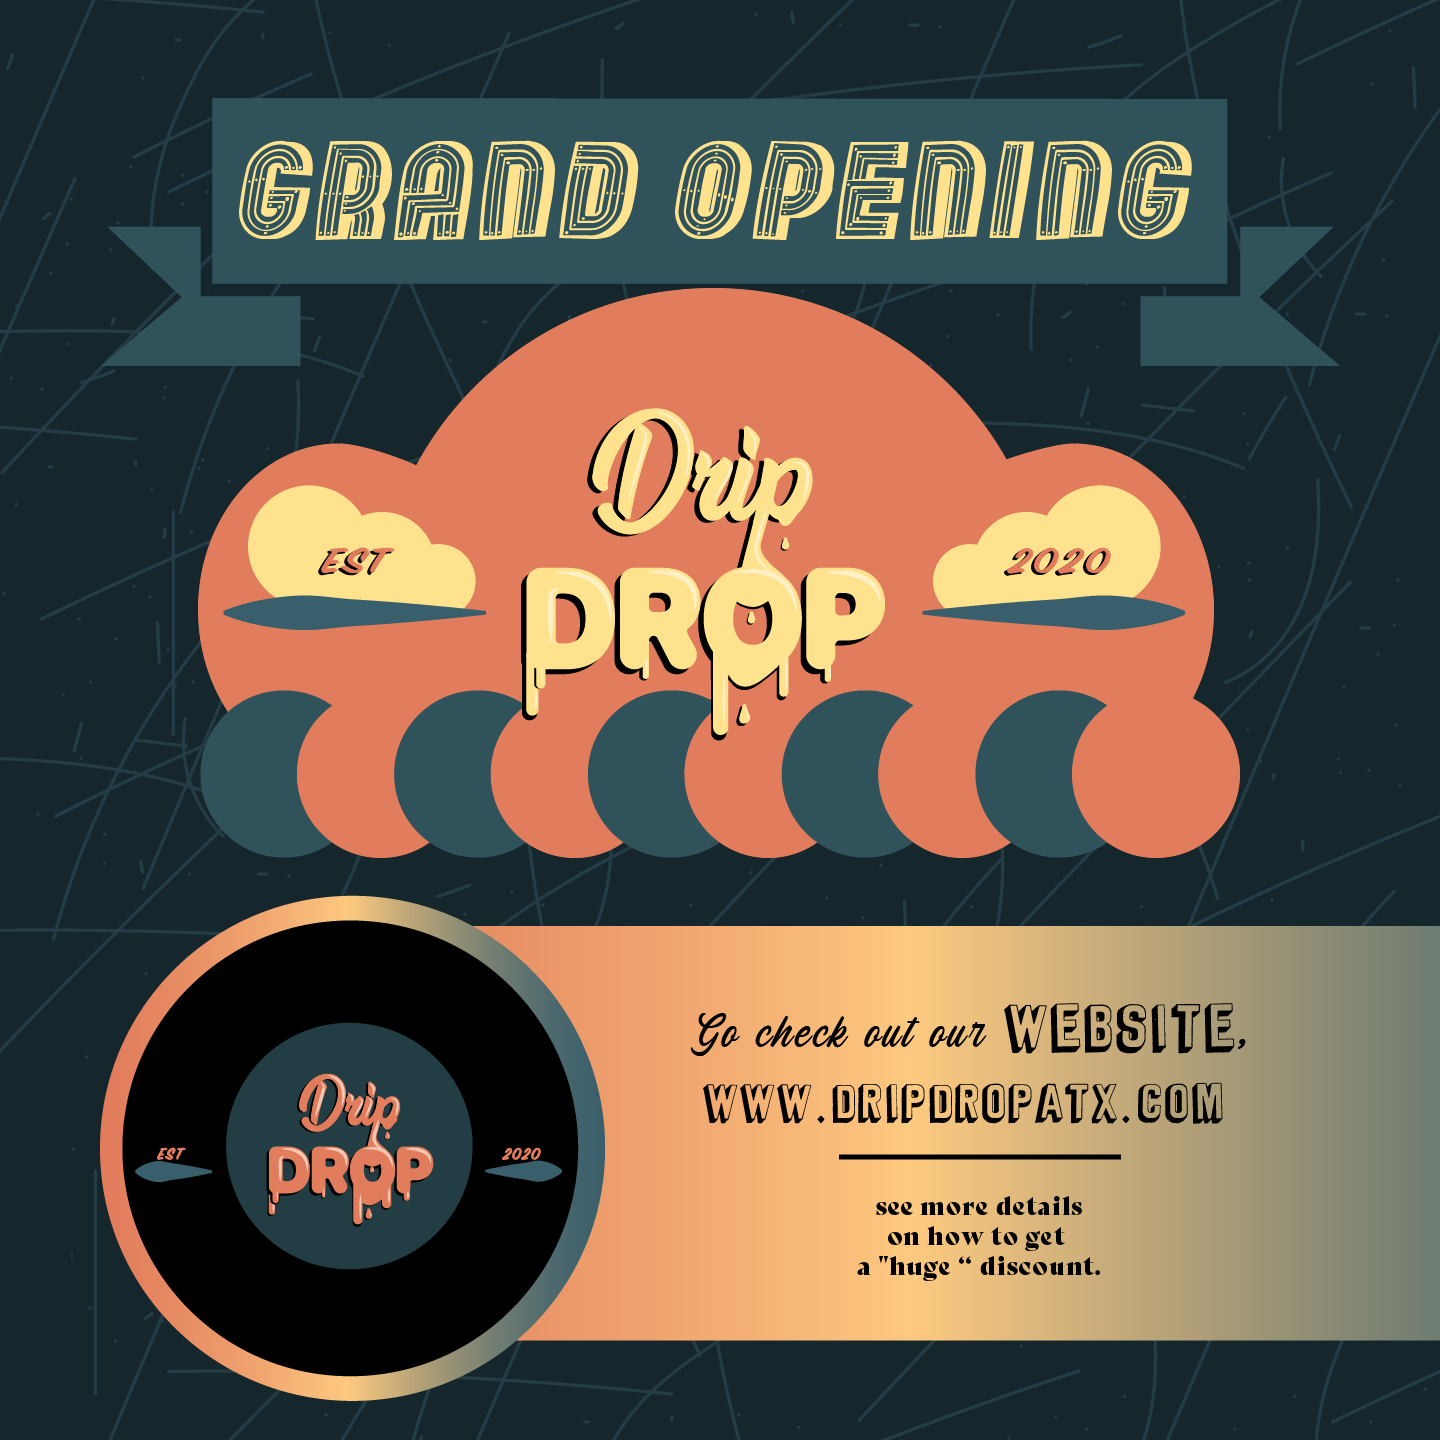 GRAND OPENING
Drip
DROP
EST
2020
Go check out our WEBSITE,
WWW.DRIPDROPATX.COM
see more details
on how to get
a "huge “ discount.
Drip
DROP
EST
2020